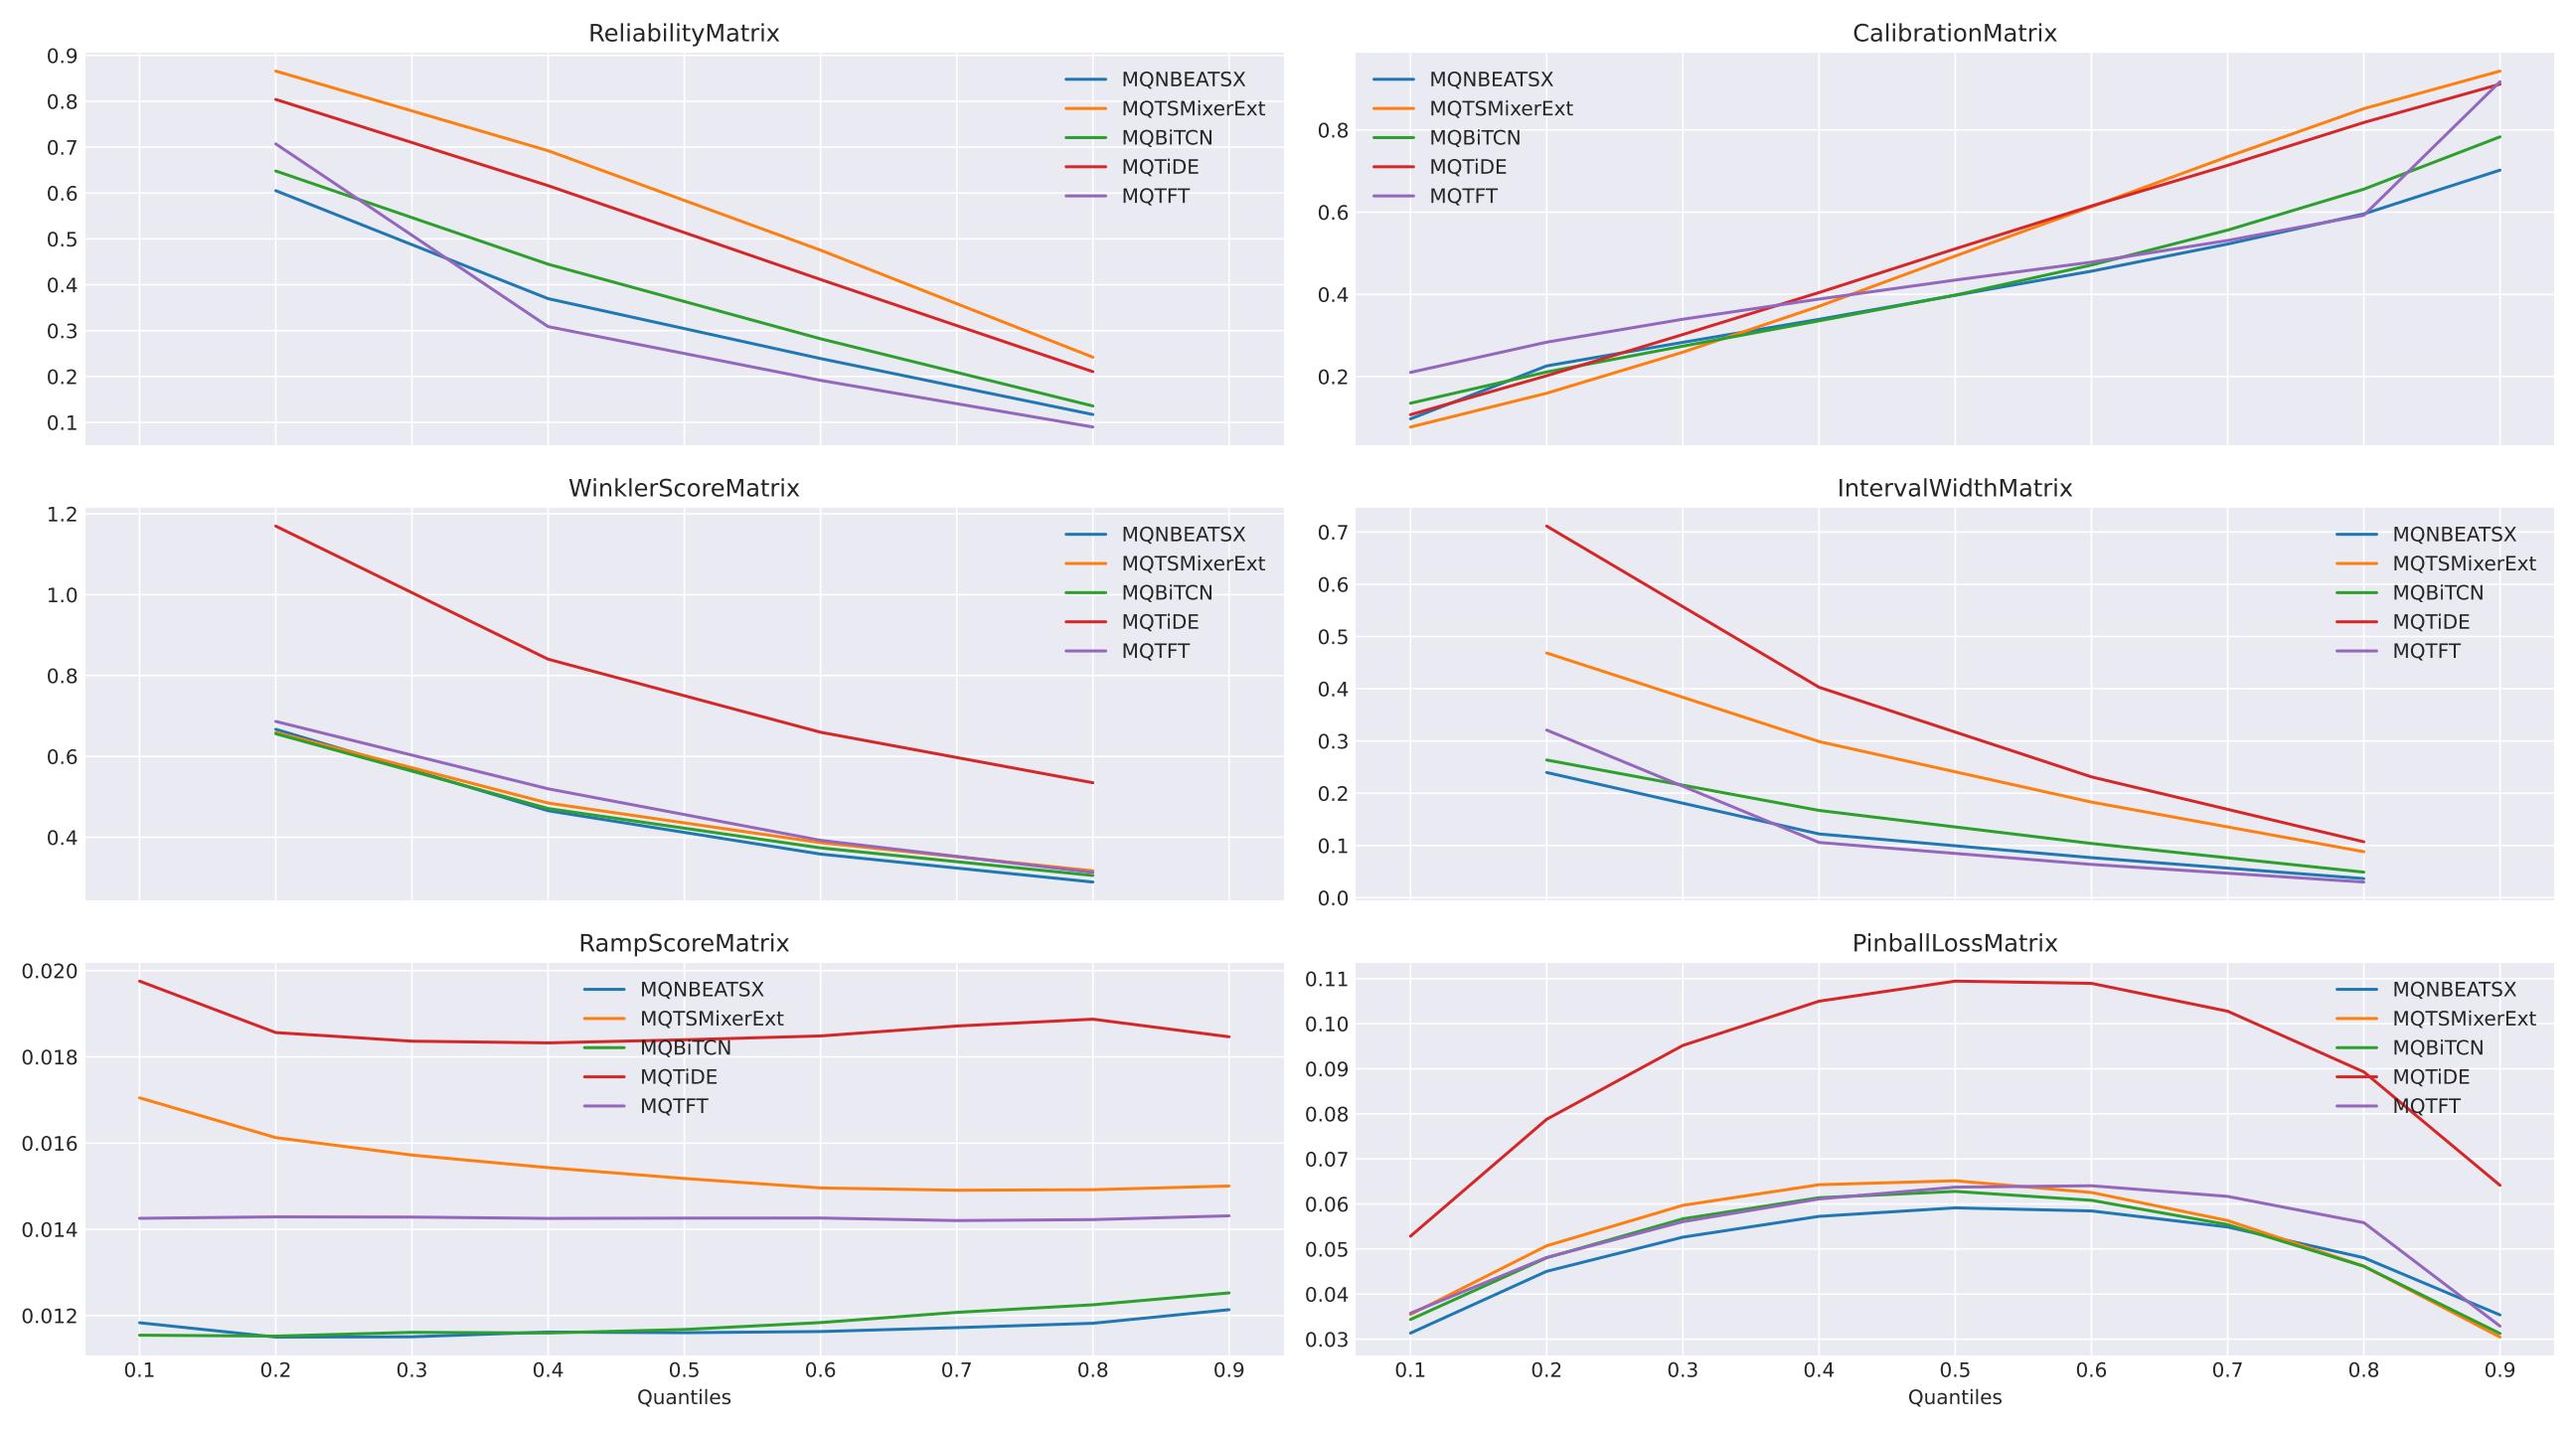 ReliabilityMatrix
0.9
0.8
0.7
0.6
0.5
0.4
0.3
0.2
0.1
MQNBEATSX
MQTSMixerExt
MQBiTCN
MQTiDE
MQTFT
CalibrationMatrix
0.8
0.6
0.4
0.2
MQNBEATSX
MQTSMixerExt
MQBiTCN
MQTiDE
MQTFT
WinklerScoreMatrix
1.2
1.0
0.8
0.6
0.4
MQNBEATSX
MQTSMixerExt
MQBiTCN
MQTiDE
MQTFT
IntervalWidthMatrix
0.7
0.6
0.5
0.4
0.3
0.2
0.1
0.0
MQNBEATSX
MQTSMixerExt
MQBiTCN
MQTiDE
MQTFT
RampScoreMatrix
0.020
0.018
0.016
0.014
0.012
MQNBEATSX
MQTSMixerExt
MQBiTCN
MQTiDE
MQTFT
0.1 0.2 0.3 0.4 0.5 0.6 0.7 0.8 0.9
Quantiles
PinballLossMatrix
0.11
0.10
0.09
0.08
0.07
0.06
0.05
0.04
0.03
MQNBEATSX
MQTSMixerExt
MQBiTCN
MQTiDE
MQTFT
0.1 0.2 0.3 0.4 0.5 0.6 0.7 0.8 0.9
Quantiles